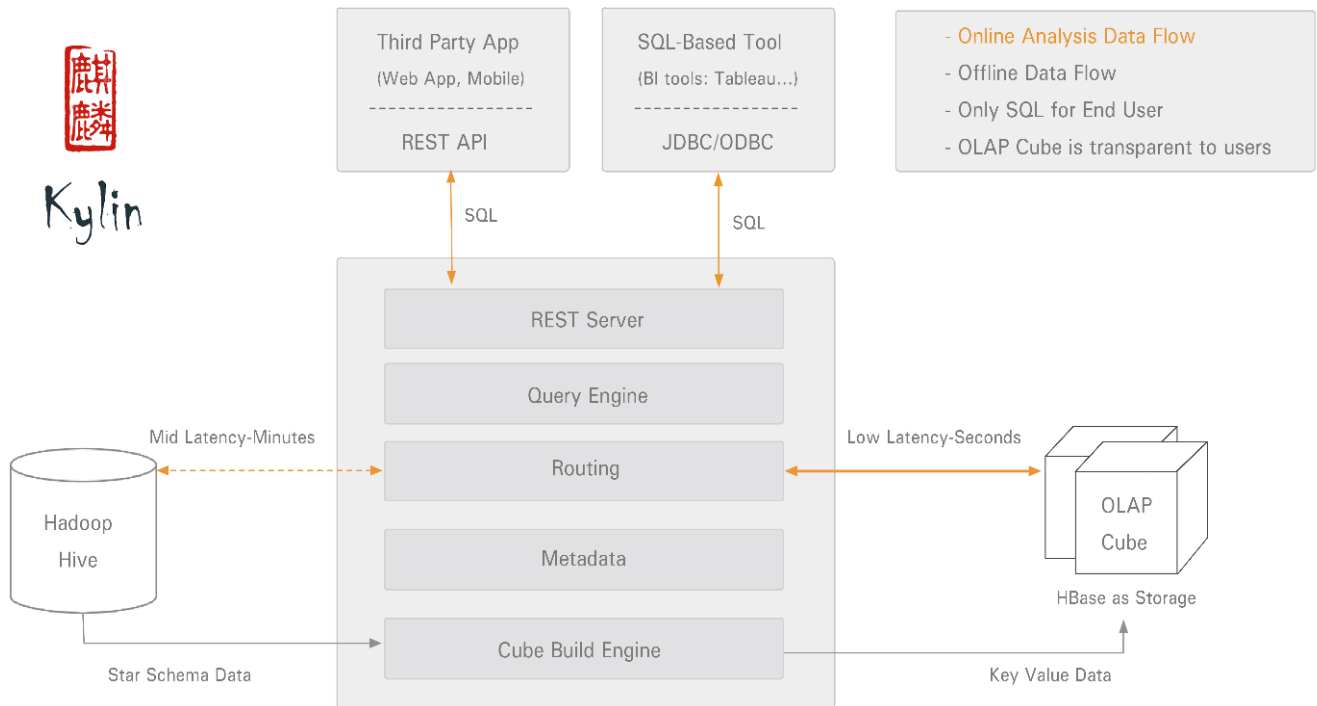 麒麟
Kylin
Third Party App
(Web App, Mobile)
REST API
SQL-Based Tool
(BI tools: Tableau...)
JDBC/ODBC
- Online Analysis Data Flow
- Offline Data Flow
- Only SQL for End User
- OLAP Cube is transparent to users
SQL
SQL
REST Server
Query Engine
Mid Latency-Minutes
Routing
Low Latency-Seconds
Hadoop
Hive
OLAP
Cube
Metadata
HBase as Storage
Cube Build Engine
Star Schema Data
Key Value Data